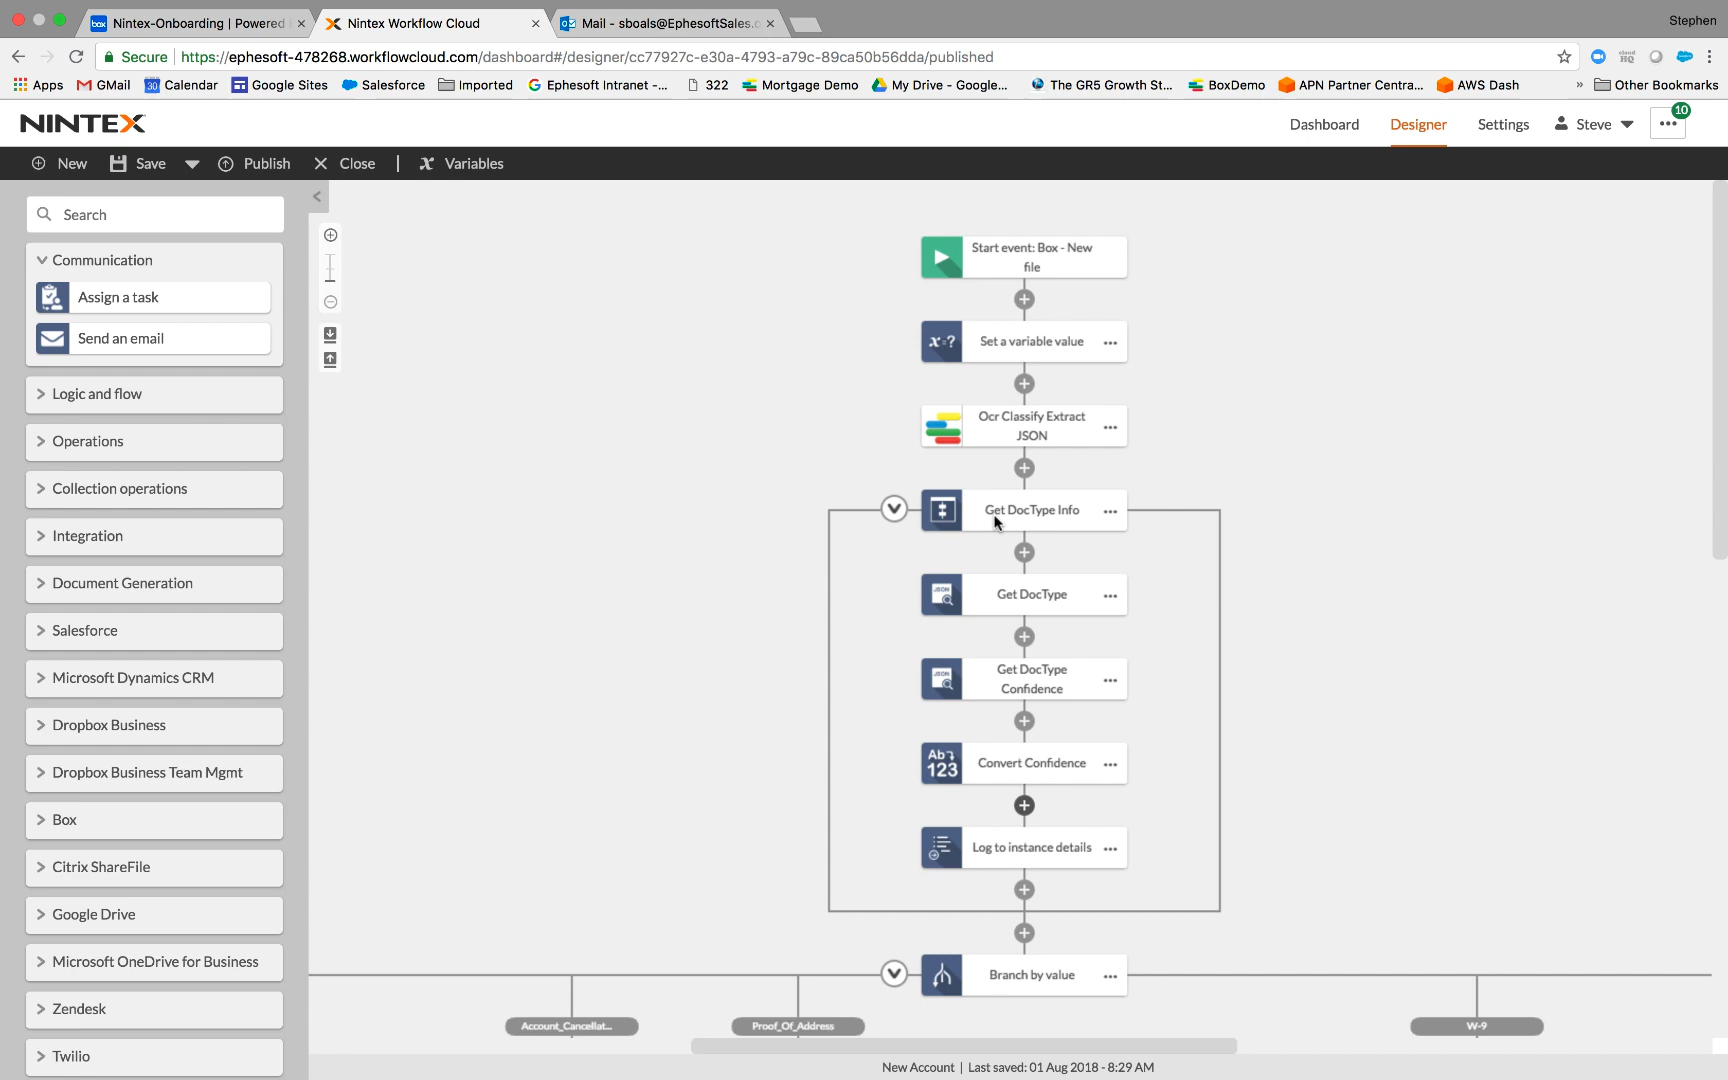 Nintex-Onboarding | Powered
Nintex Workflow Cloud
Mail - sboals@EphesoftSales.c
Stephen
Secure
https://ephesoft-478268.workflowcloud.com/dashboard#/designer/cc77927c-e30a-4793-a79c-89ca50b56dda/published
Apps
GMail
Calendar
Google Sites
Salesforce
Imported
Ephesoft Intranet -...
322
Mortgage Demo
My Drive - Google...
The GR5 Growth St...
BoxDemo
APN Partner Centra...
AWS Dash
»
Other Bookmarks
NINTEX
Dashboard
Designer
Settings
Steve
10
New
Save
Publish
Close
Variables
Search
Communication
Assign a task
Send an email
Logic and flow
Operations
Collection operations
Integration
Document Generation
Salesforce
Microsoft Dynamics CRM
Dropbox Business
Dropbox Business Team Mgmt
Box
Citrix ShareFile
Google Drive
Microsoft OneDrive for Business
Zendesk
Twilio
Start event: Box - New
file
x=?
Set a variable value
Ocr Classify Extract
JSON
Get DocType Info
JSON
Get DocType
JSON
Get DocType
Confidence
Ab
123
Convert Confidence
Log to instance details
Branch by value
Account_Cancellat...
Proof_Of_Address
W-9
New Account | Last saved: 01 Aug 2018 - 8:29 AM